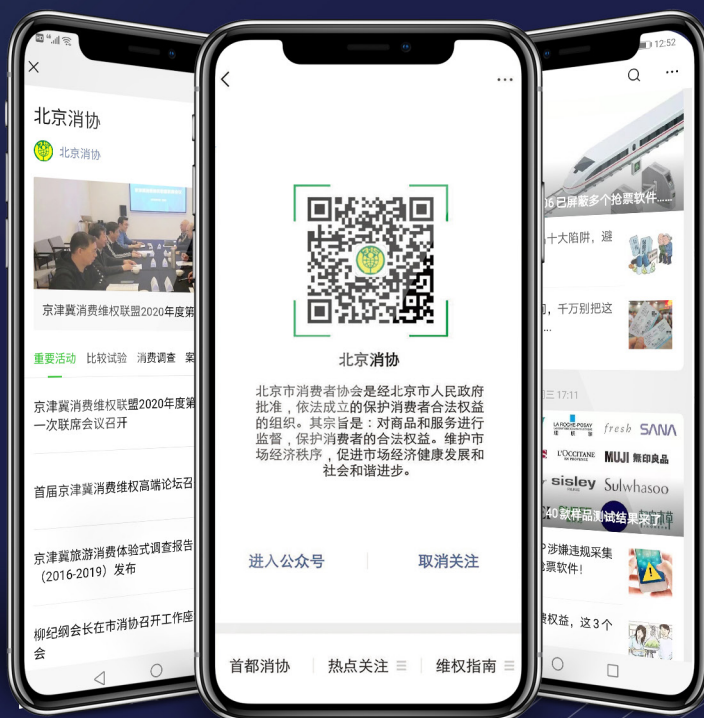 北京消协
北京消协
京津冀消费维权联盟2020年度第
重要活动 比较试验 消费调查 案
京津冀消费维权联盟2020年度第
一次联席会议召开
首届京津冀消费维权高端论坛召
京津冀旅游消费体验式调查报告
（2016-2019）发布
柳纪纲会长在市消协召开工作座
会
北京消协
北京市消费者协会是经北京市人民政府
批准，依法成立的保护消费者合法权益
的组织。其宗旨是：对商品和服务进行
监督，保护消费者的合法权益。维护市
场经济秩序，促进市场经济健康发展和
社会和谐进步。
进入公众号 取消关注
首都消协 热点关注 维权指南
12:52
06已屏蔽多个抢票软件……
十大陷阱，避
，千万别把这
...
三 17:11
LA ROCHE-POSAY fresh SANA
L'OCCITANE MUJI 無印良品
sisley Sulwhasoo
PARIS
40款样品测试结果来了
P涉嫌违规采集
票软件！
权益，这3个